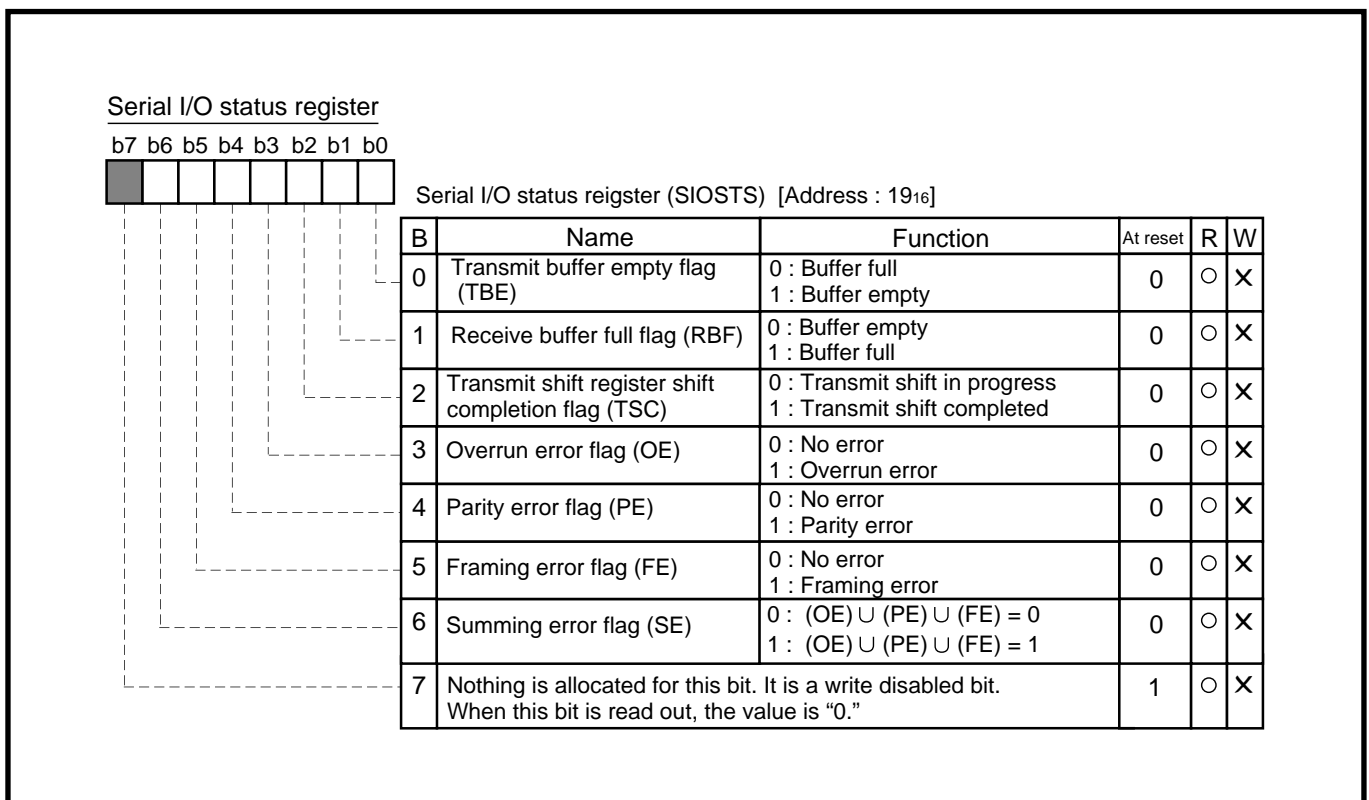 Serial I/O status register
b7 b6 b5 b4 b3 b2 b1 b0
Serial I/O status reigster (SIOSTS) [Address : 19₁₆]
B Name Function At reset R W
0 Transmit buffer empty flag (TBE) 0 : Buffer full 0 ○ ×
1 : Buffer empty
1 Receive buffer full flag (RBF) 0 : Buffer empty 0 ○ ×
1 : Buffer full
2 Transmit shift register shift completion flag (TSC) 0 : Transmit shift in progress 0 ○ ×
1 : Transmit shift completed
3 Overrun error flag (OE) 0 : No error 0 ○ ×
1 : Overrun error
4 Parity error flag (PE) 0 : No error 0 ○ ×
1 : Parity error
5 Framing error flag (FE) 0 : No error 0 ○ ×
1 : Framing error
6 Summing error flag (SE) 0 : (OE) ∪ (PE) ∪ (FE) = 0 0 ○ ×
1 : (OE) ∪ (PE) ∪ (FE) = 1
7 Nothing is allocated for this bit. It is a write disabled bit. 1 ○ ×
When this bit is read out, the value is “0.”